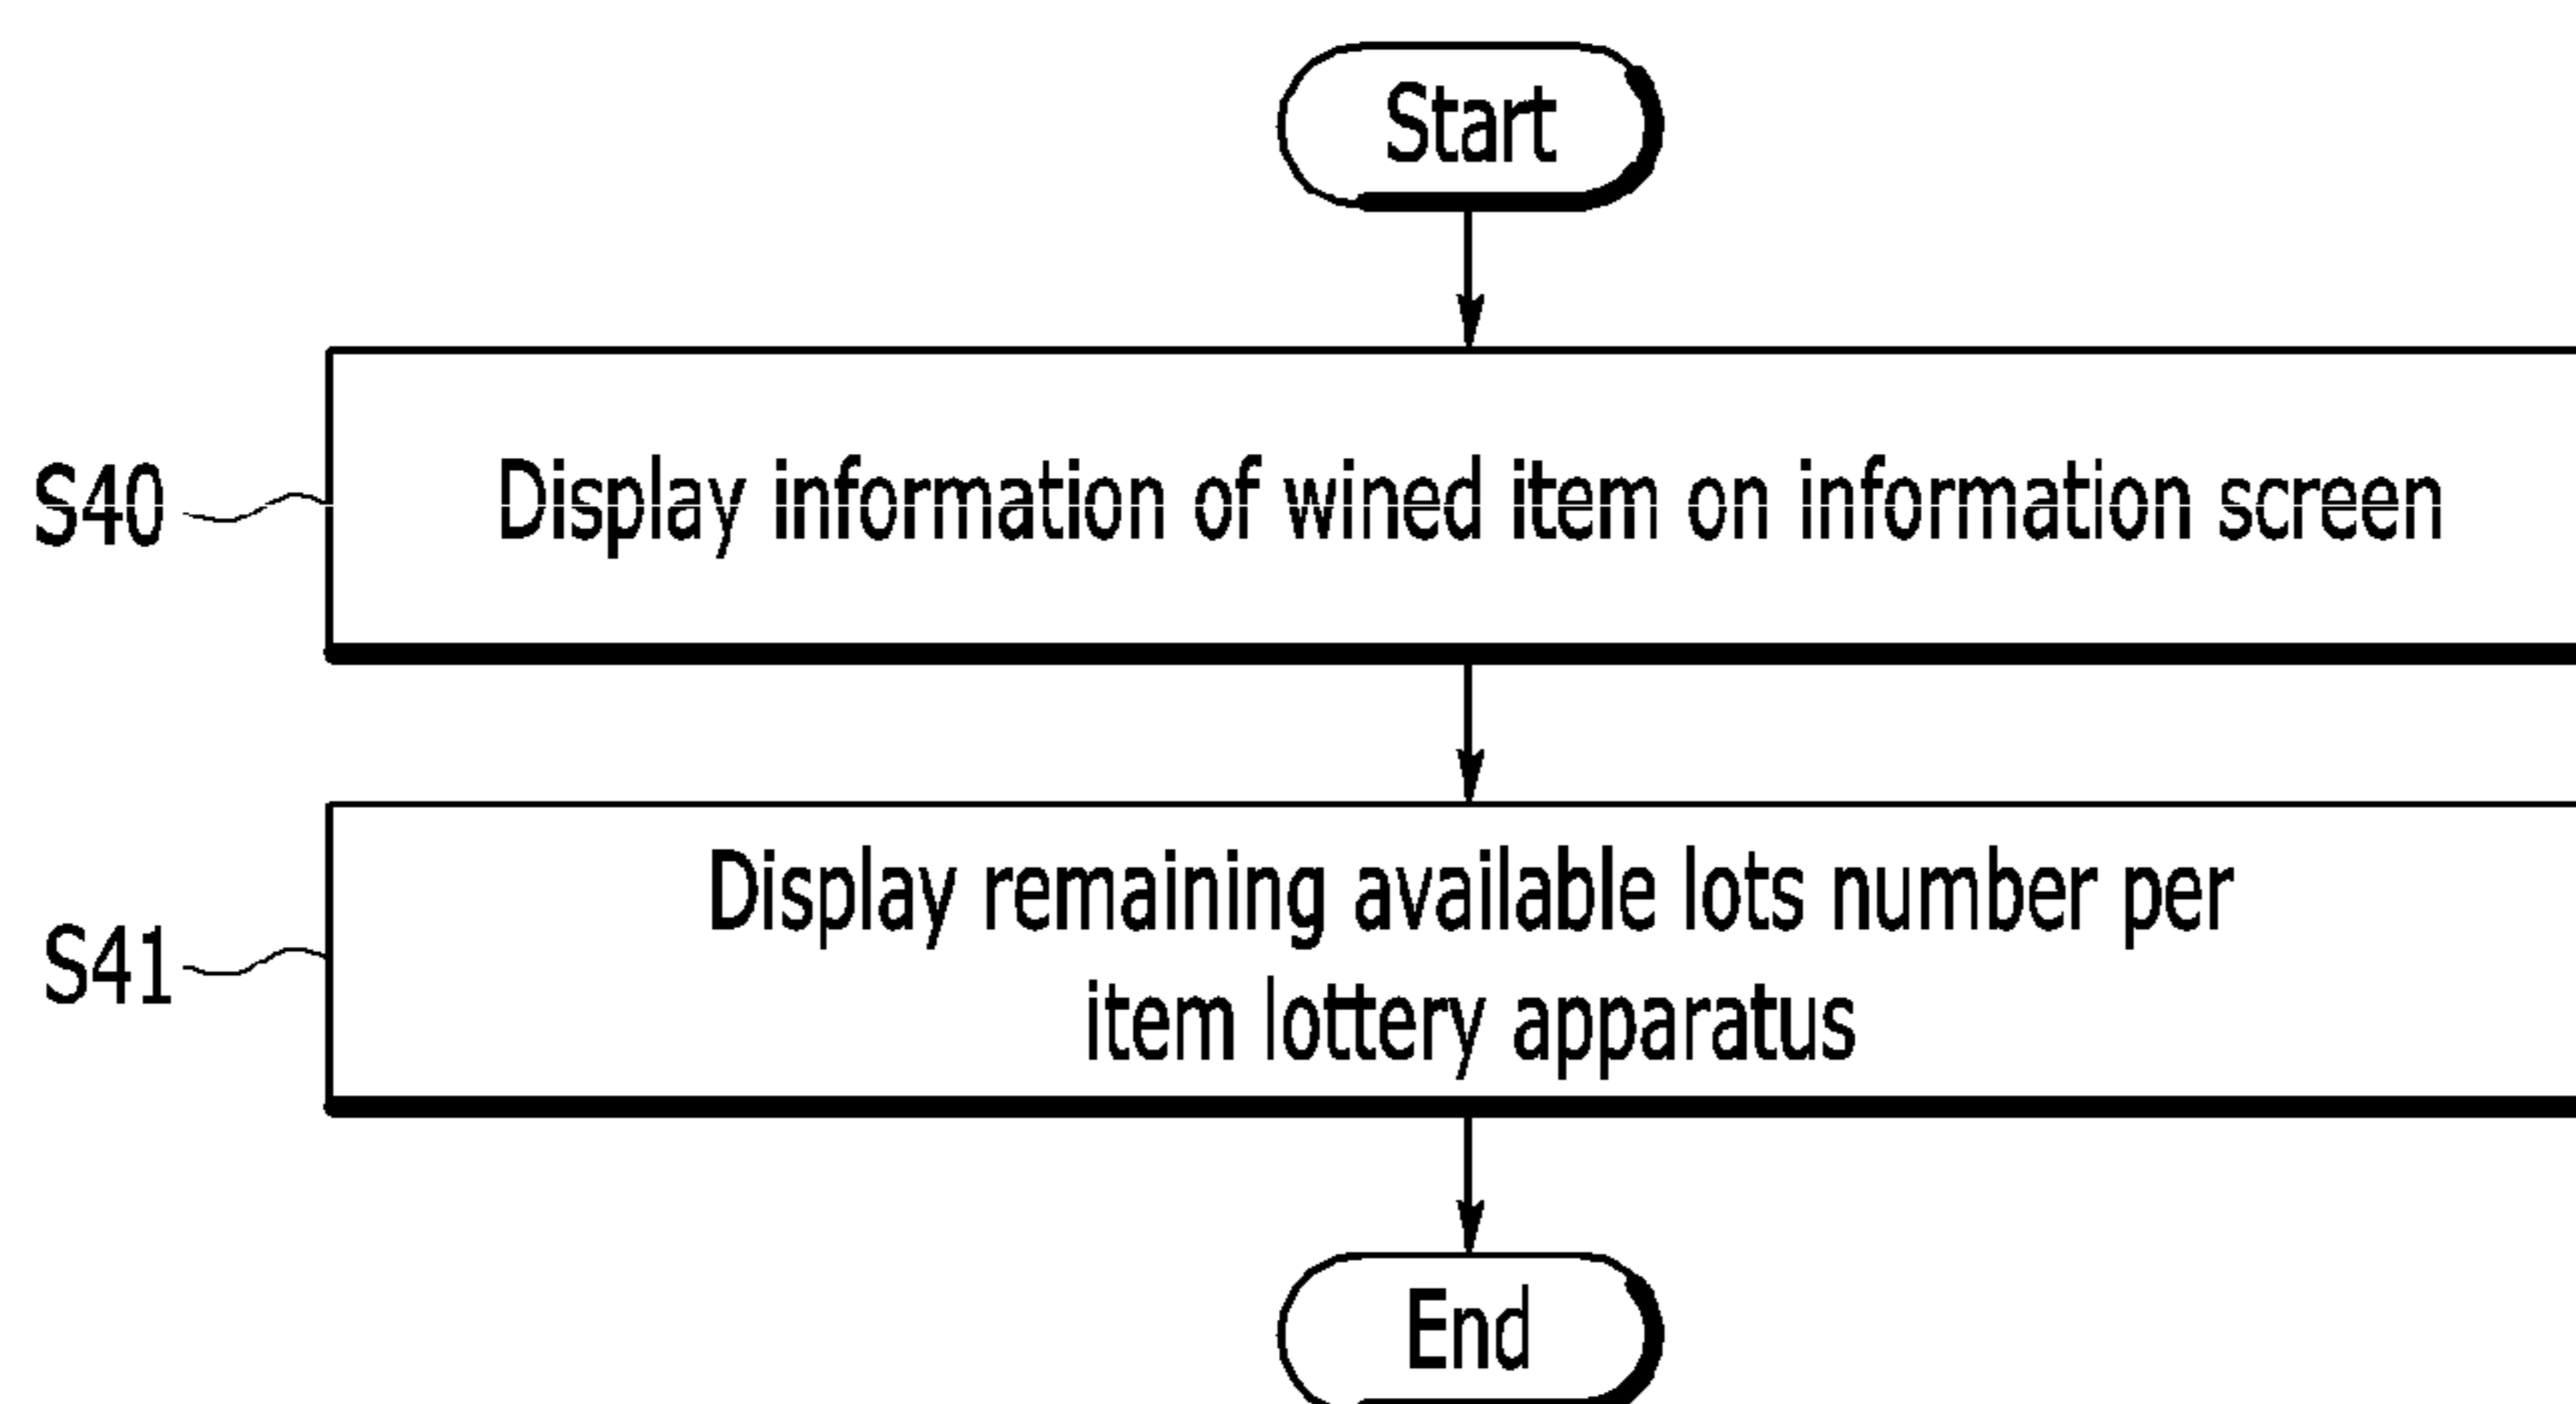 Start
S40
Display information of wined item on information screen
S41
Display remaining available lots number per
item lottery apparatus
End